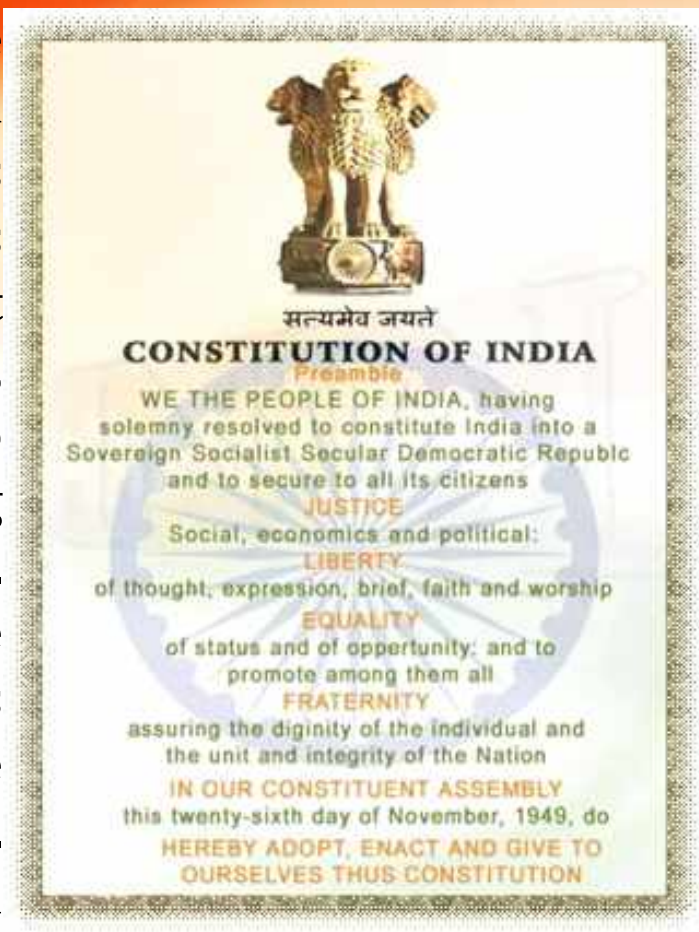 सत्यमेव जयते
CONSTITUTION OF INDIA
Preamble
WE THE PEOPLE OF INDIA, having
solemny resolved to constitute India into a
Sovereign Socialist Secular Democratic Republc
and to secure to all its citizens
JUSTICE
Social, economics and political:
LIBERTY
of thought, expression, brief, faith and worship
EQUALITY
of status and of opportunity: and to
promote among them all
FRATERNITY
assuring the diginity of the individual and
the unit and integrity of the Nation
IN OUR CONSTITUENT ASSEMBLY
this twenty-sixth day of November, 1949, do
HEREBY ADOPT, ENACT AND GIVE TO
OURSELVES THUS CONSTITUTION